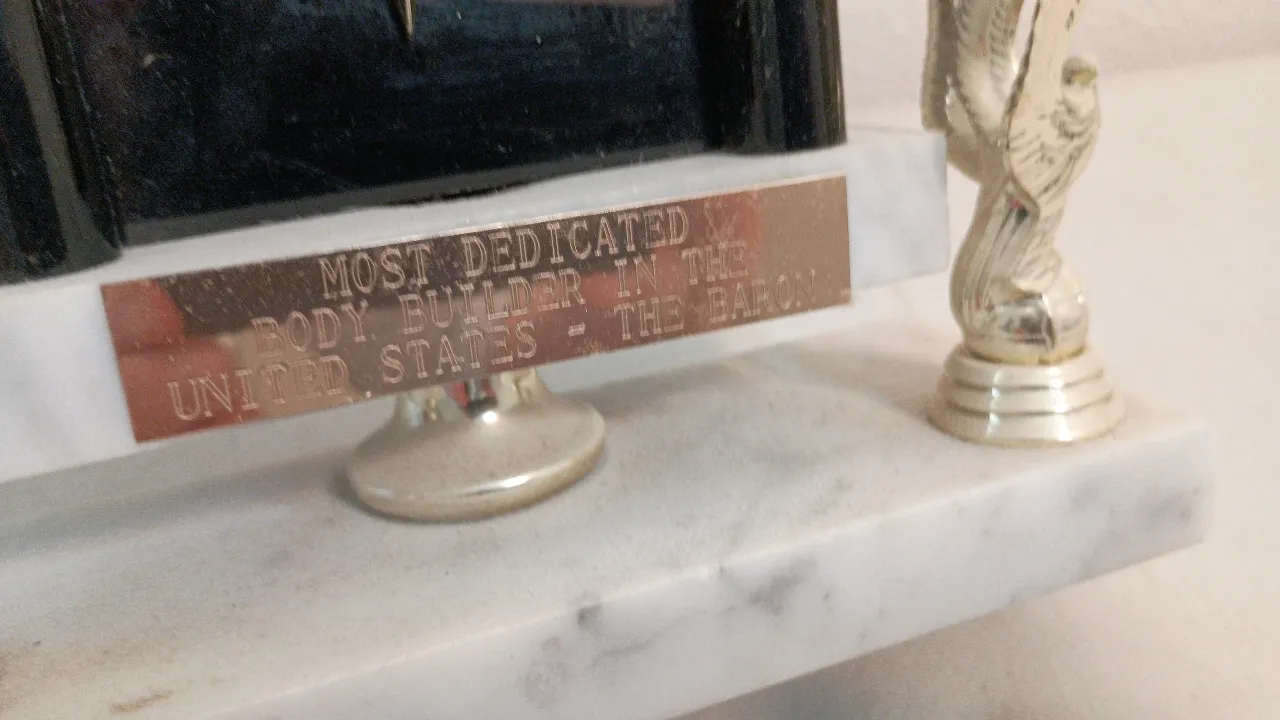 MOST DEDICATED
BODY BUILDER IN THE
UNITED STATES - THE BARON